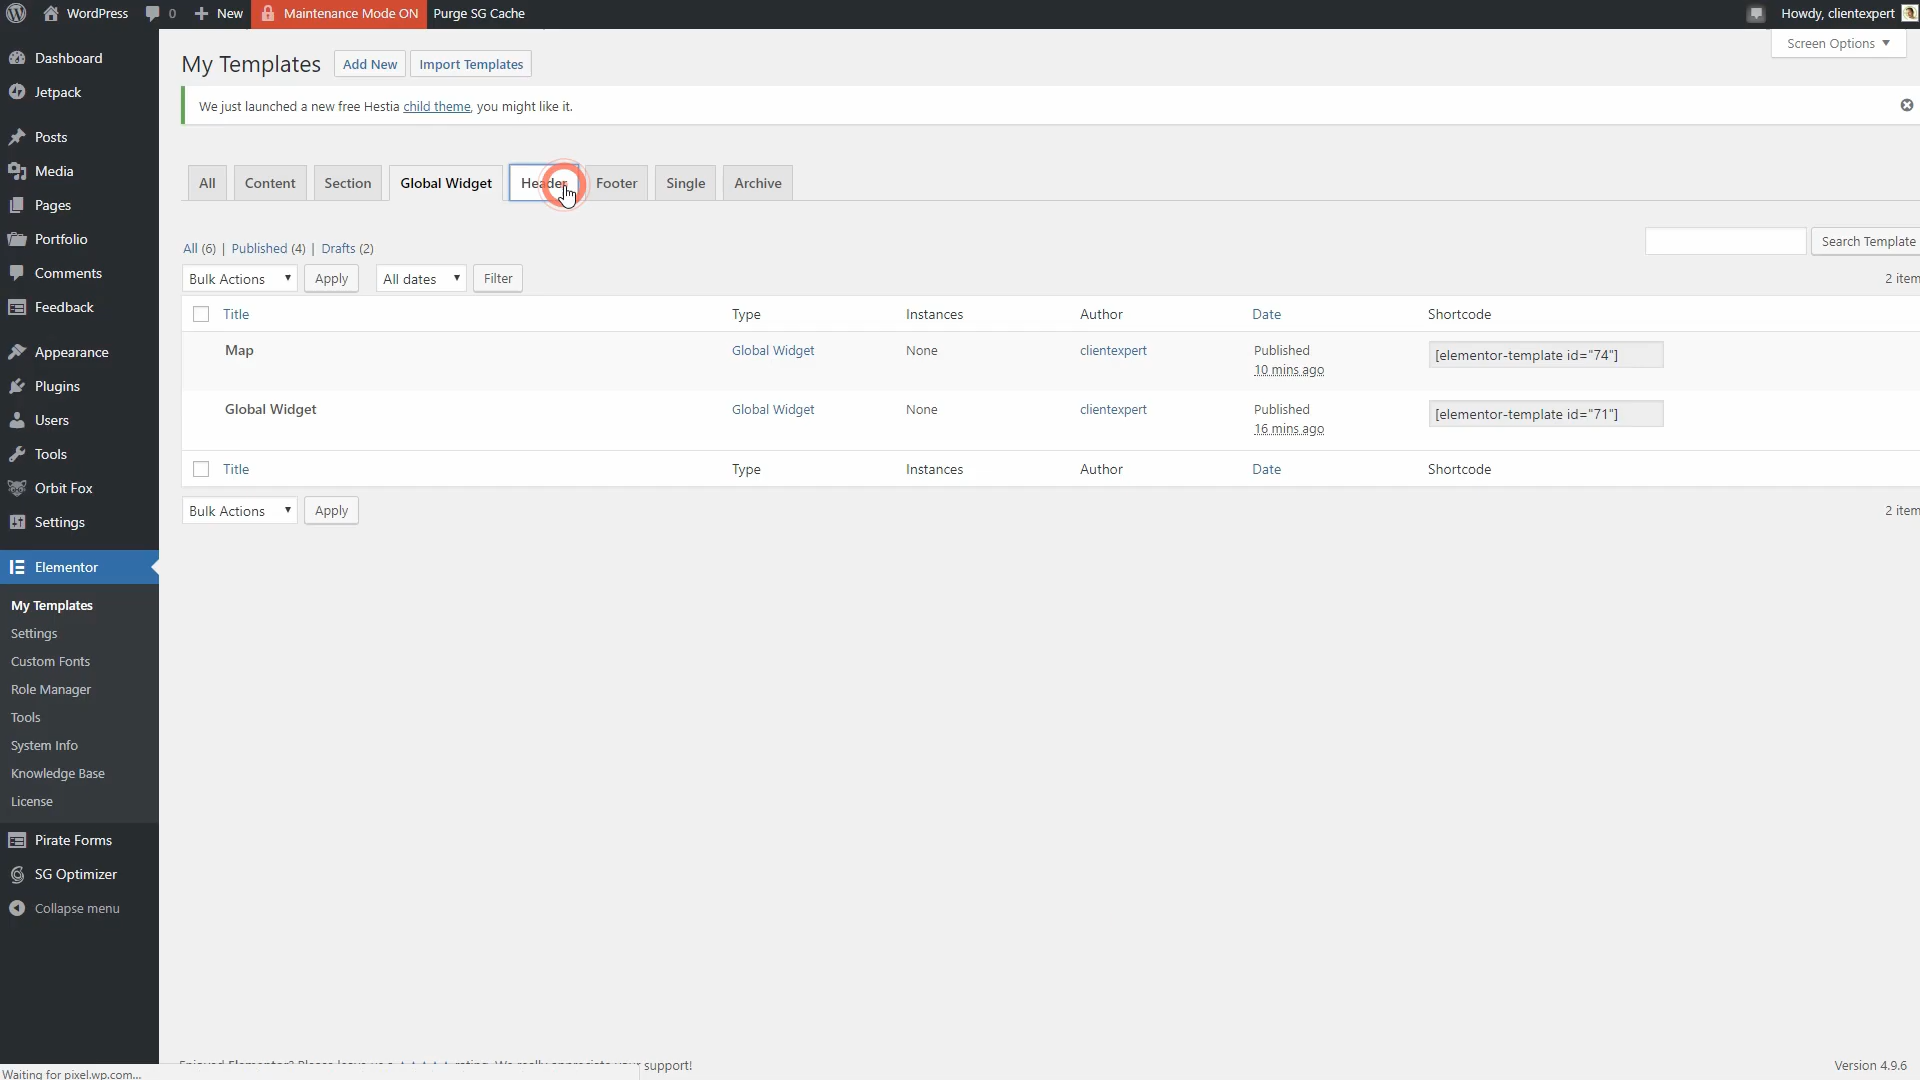 WordPress 0 New Maintenance Mode ON Purge SG Cache Howdy, clientexpert
Screen Options
Dashboard
Jetpack
Posts
Media
Pages
Portfolio
Comments
Feedback
Appearance
Plugins
Users
Tools
Orbit Fox
Settings
Elementor
My Templates
Settings
Custom Fonts
Role Manager
Tools
System Info
Knowledge Base
License
Pirate Forms
SG Optimizer
Collapse menu
My Templates Add New Import Templates
We just launched a new free Hestia child theme, you might like it.
All Content Section Global Widget Header Footer Single Archive
All (6) | Published (4) | Drafts (2)
Search Template
Bulk Actions Apply All dates Filter 2 item
Title Type Instances Author Date Shortcode
Map Global Widget None clientexpert Published [elementor-template id="74"]
10 mins ago
Global Widget Global Widget None clientexpert Published [elementor-template id="71"]
16 mins ago
Title Type Instances Author Date Shortcode
Bulk Actions Apply 2 item
support!
Version 4.9.6
Waiting for pixel.wp.com...